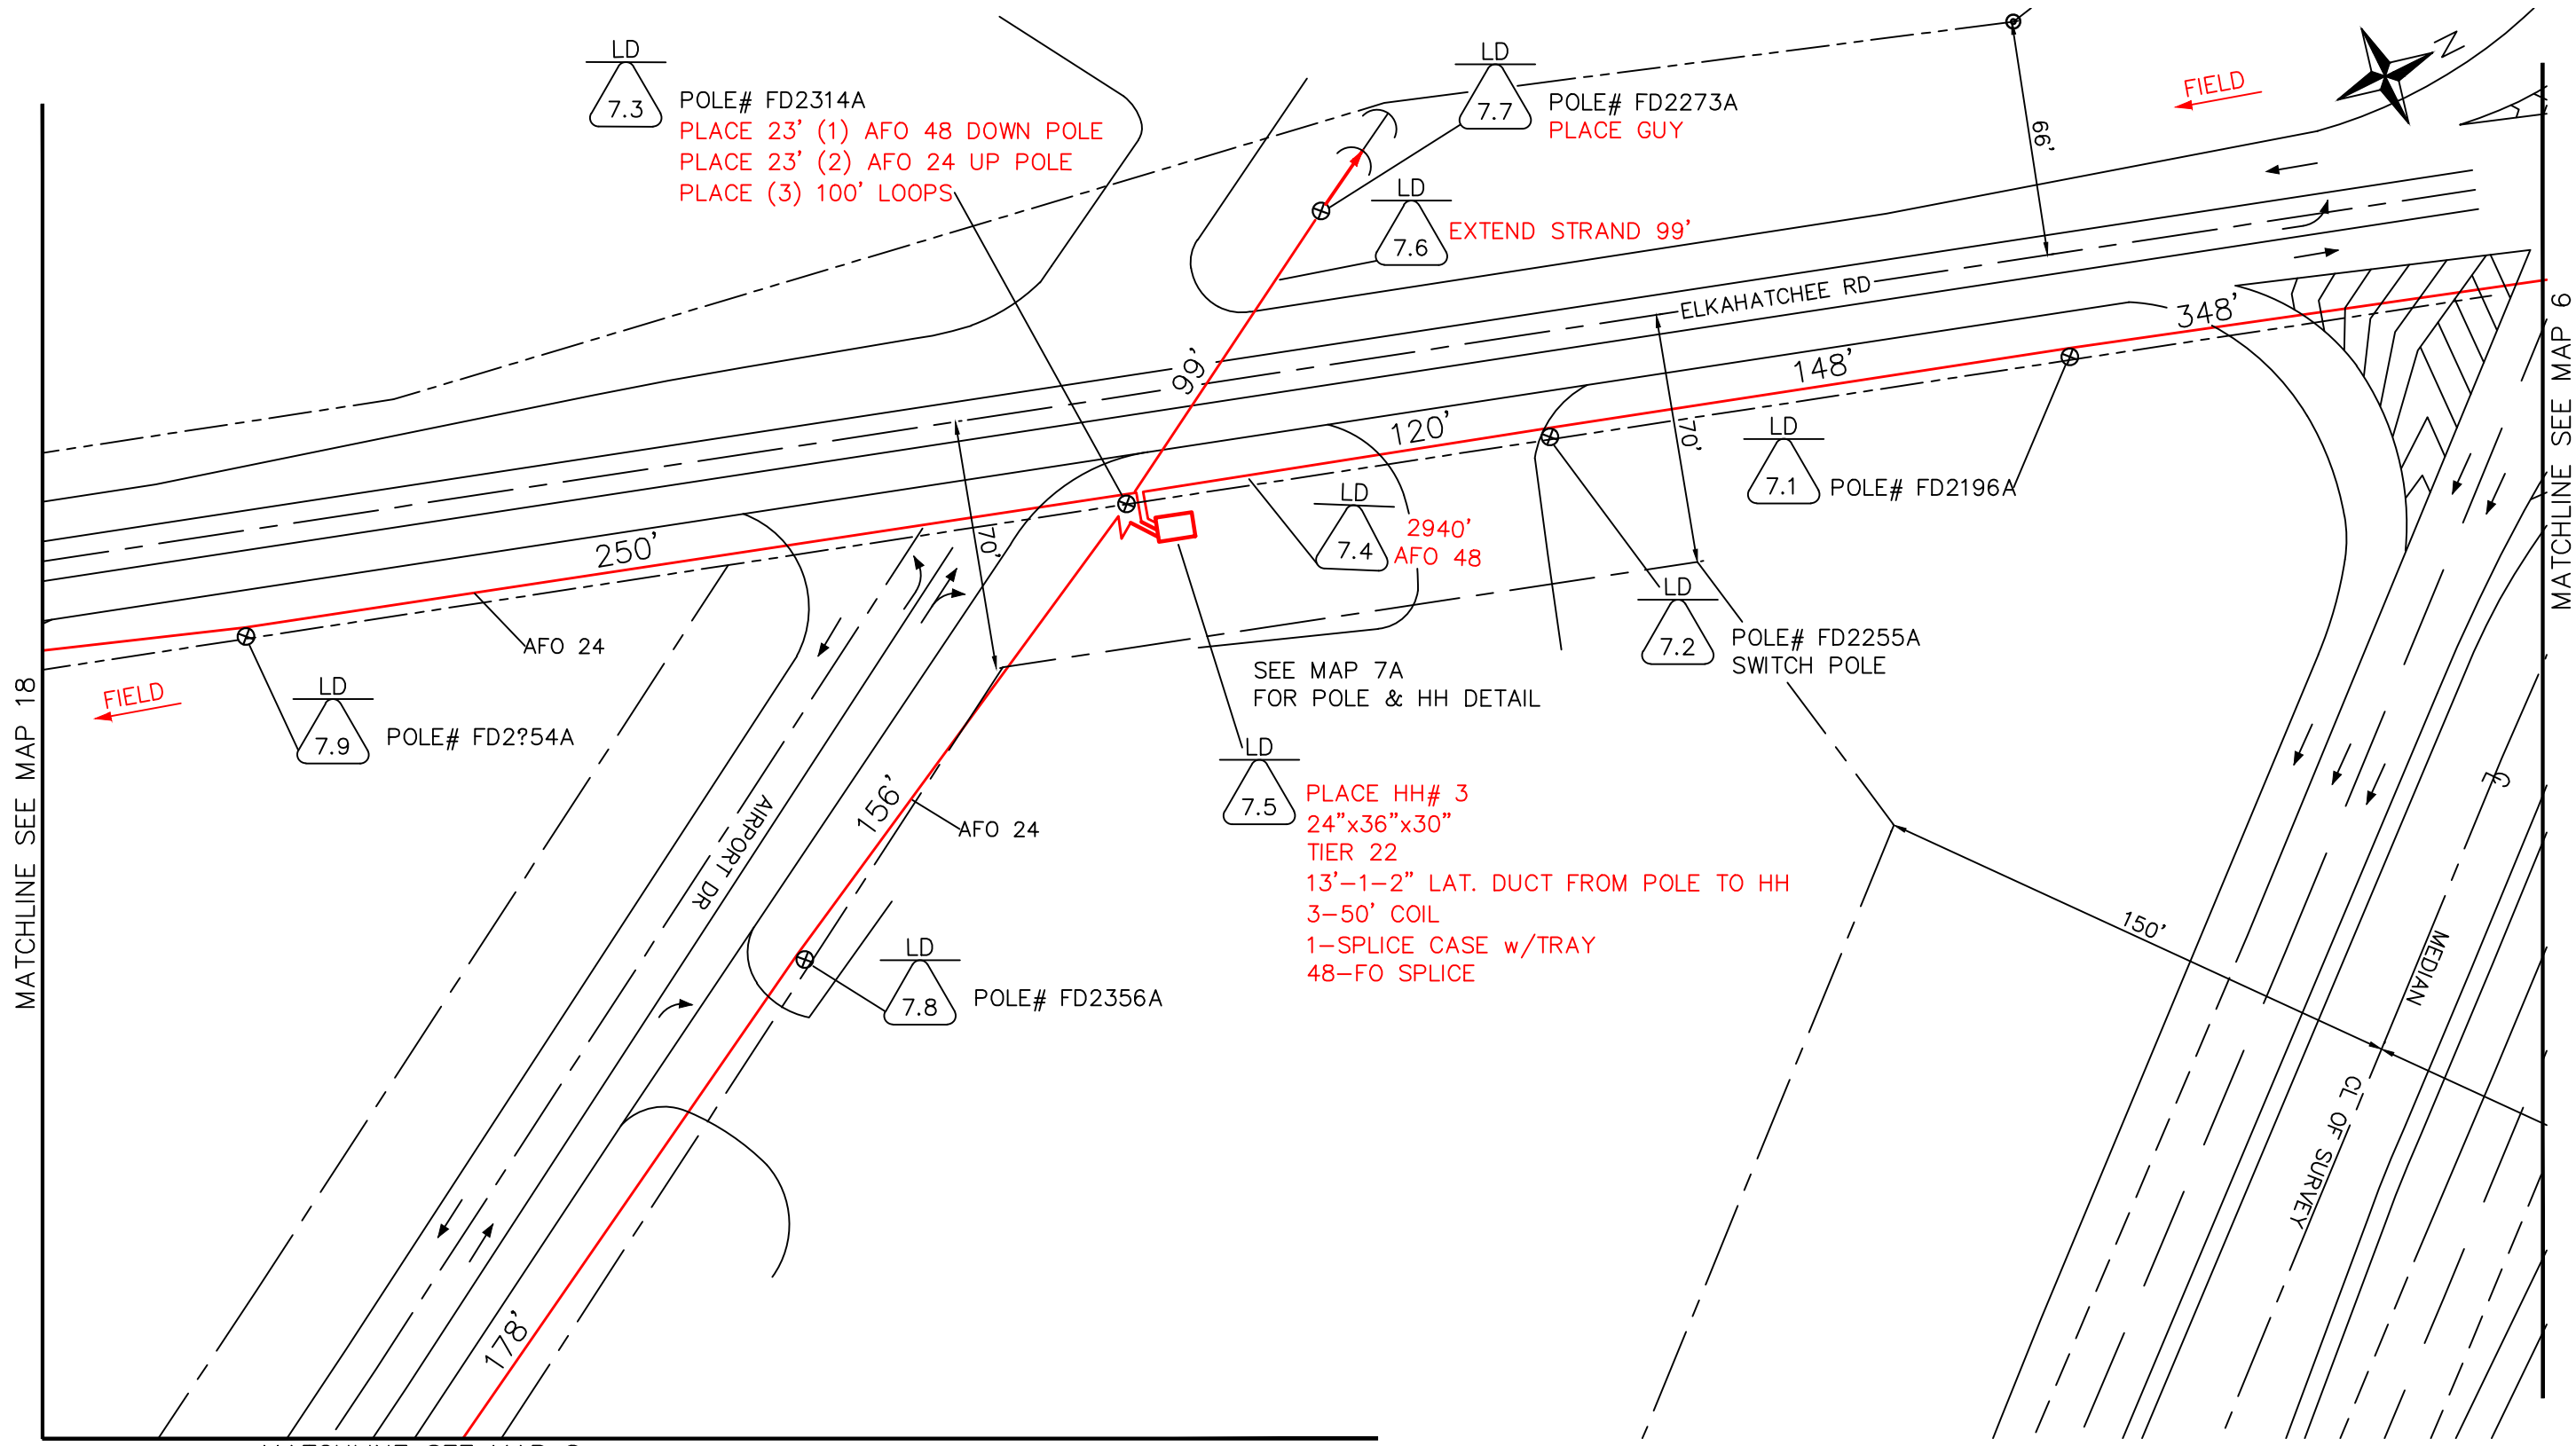 LD
7.3
POLE# FD2314A
PLACE 23' (1) AFO 48 DOWN POLE
PLACE 23' (2) AFO 24 UP POLE
PLACE (3) 100' LOOPS
LD
7.7
POLE# FD2273A
PLACE GUY
LD
7.6
EXTEND STRAND 99'
66'
FIELD
N
ELKAHATCHEE RD
348'
148'
120'
99'
250'
70'
70'
LD
7.1
POLE# FD2196A
LD
7.4
2940'
AFO 48
LD
7.2
POLE# FD2255A
SWITCH POLE
MATCHLINE SEE MAP 6
MATCHLINE SEE MAP 18
FIELD
AFO 24
LD
7.9
POLE# FD2?54A
SEE MAP 7A
FOR POLE & HH DETAIL
LD
7.5
PLACE HH# 3
24"x36"x30"
TIER 22
13'-1-2" LAT. DUCT FROM POLE TO HH
3-50' COIL
1-SPLICE CASE w/TRAY
48-FO SPLICE
156'
AFO 24
AIRPORT DR
LD
7.8
POLE# FD2356A
178'
150'
MEDIAN
CL
CL OF SURVEY